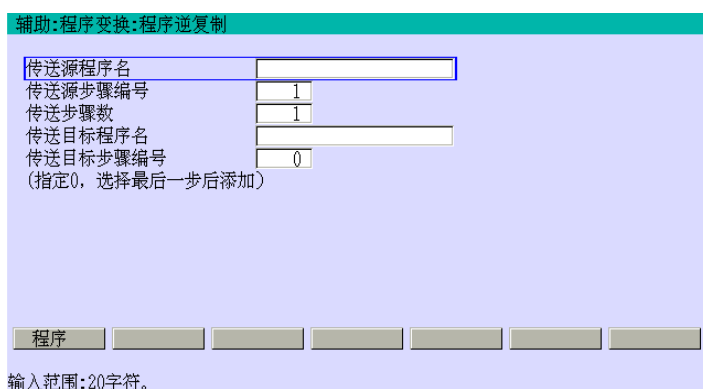 辅助:程序变换:程序逆复制
传送源程序名
传送源步骤编号 1
传送步骤数 1
传送目标程序名
传送目标步骤编号 0
(指定0, 选择最后一步后添加)
程序
输入范围:20字符。